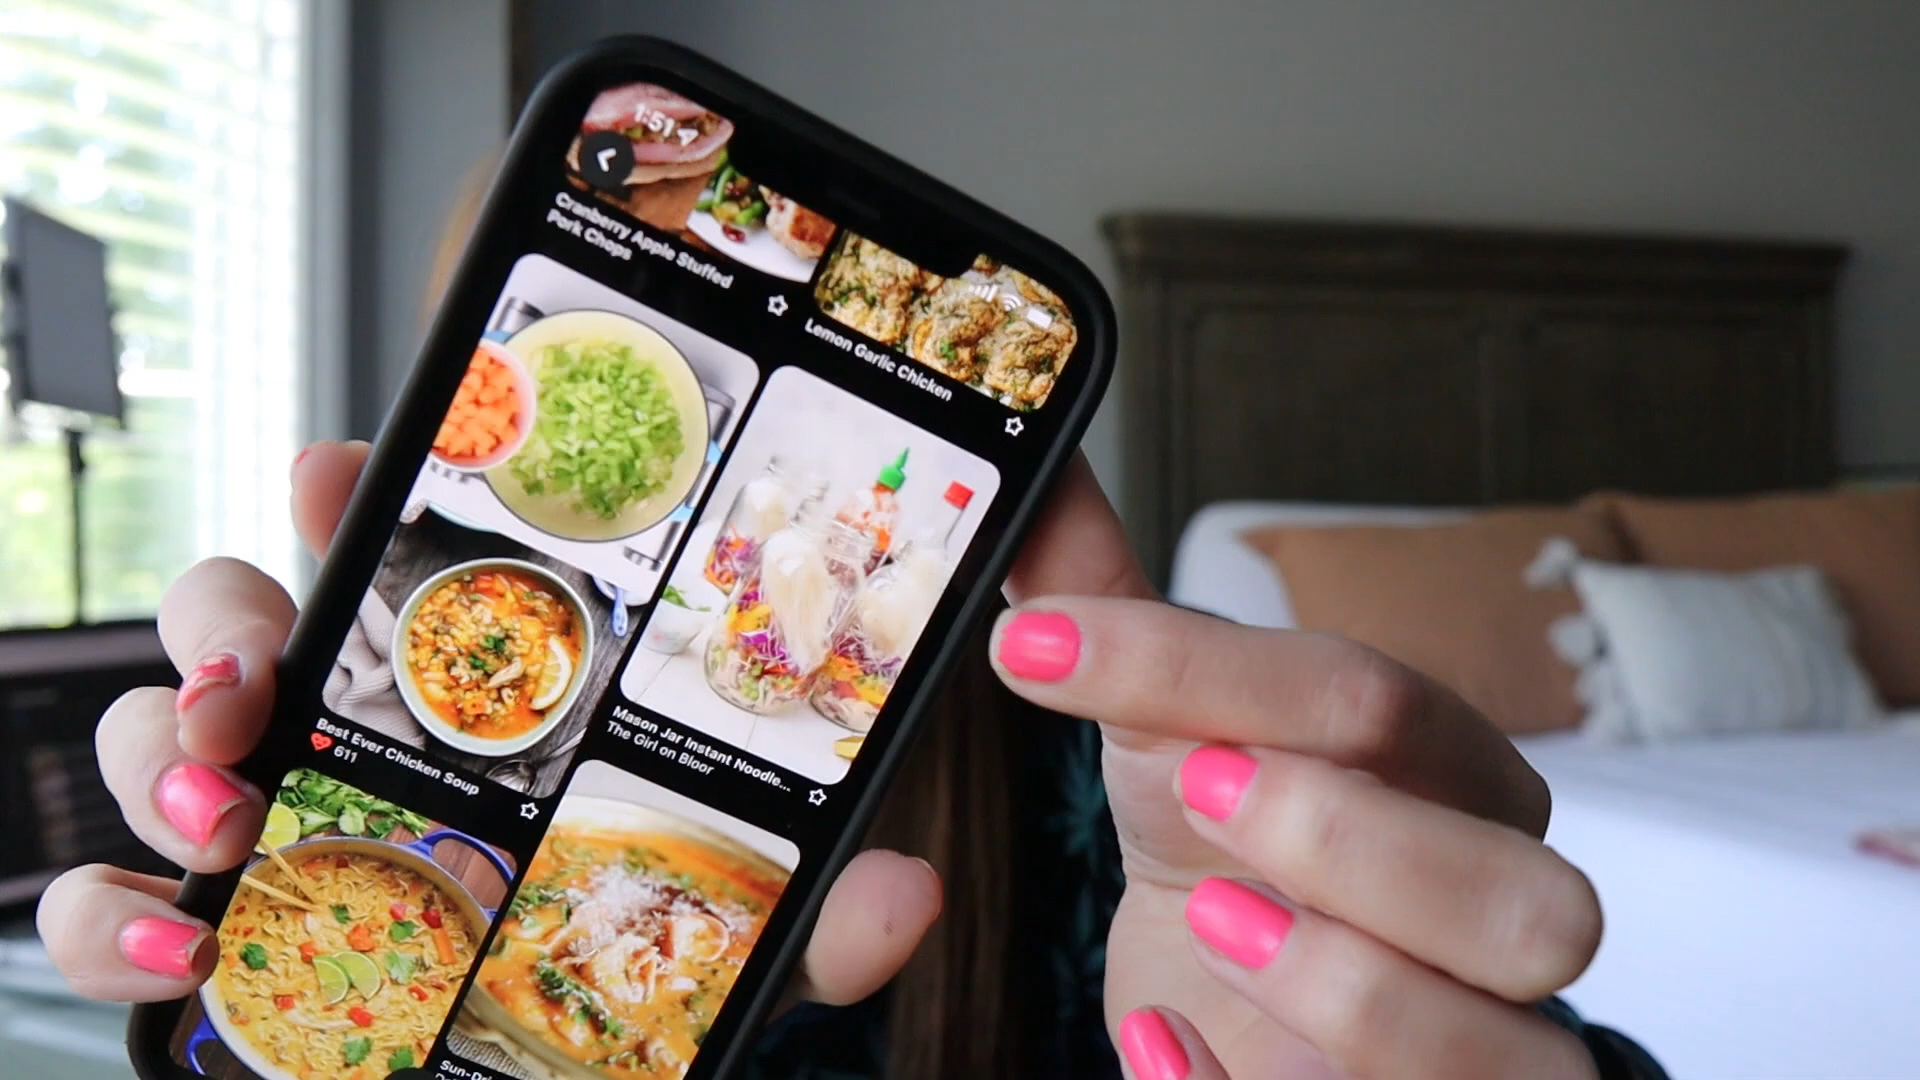 1:51
Cranberry Apple Stuffed
Pork Chops
Lemon Garlic Chicken
Best Ever Chicken Soup
611
Mason Jar Instant Noodle...
The Girl on Bloor